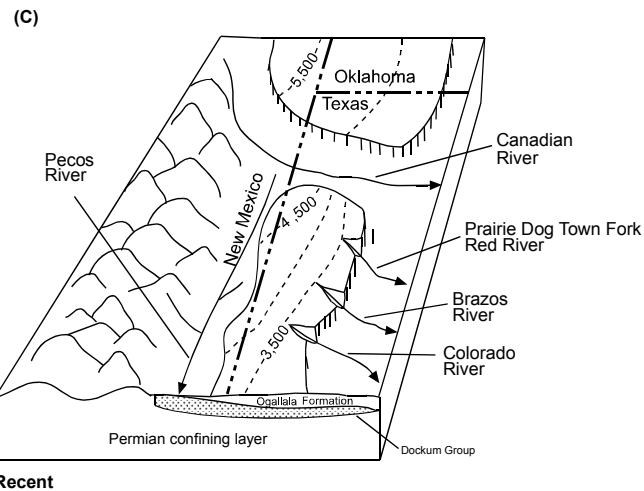 (C)
5,500
Oklahoma
Texas
Canadian
River
Pecos
River
New Mexico
4,500
Prairie Dog Town Fork
Red River
Brazos
River
3,500
Colorado
River
Ogallala Formation
Permian confining layer
Dockum Group
Recent